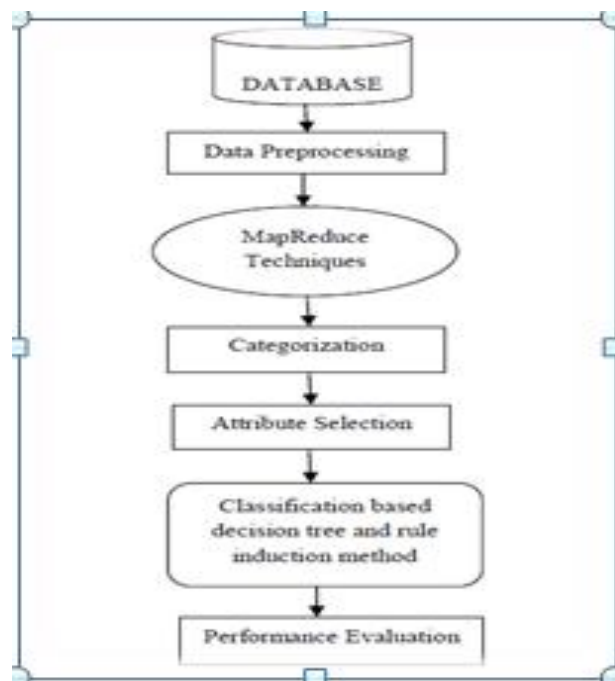 DATABASE
Data Preprocessing
MapReduce
Techniques
Categorization
Attribute Selection
Classification based
decision tree and rule
induction method
Performance Evaluation